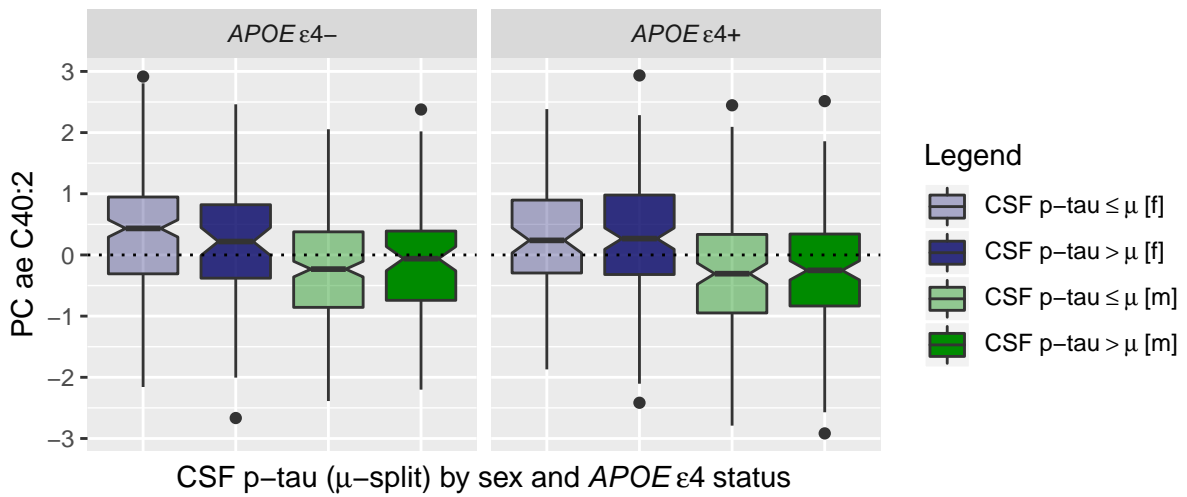 APOE ε4− APOE ε4+
3
2
1
0
−1
−2
−3
PC ae C40:2
CSF p−tau (μ−split) by sex and APOE ε4 status
Legend
CSF p−tau ≤ μ [f]
CSF p−tau > μ [f]
CSF p−tau ≤ μ [m]
CSF p−tau > μ [m]